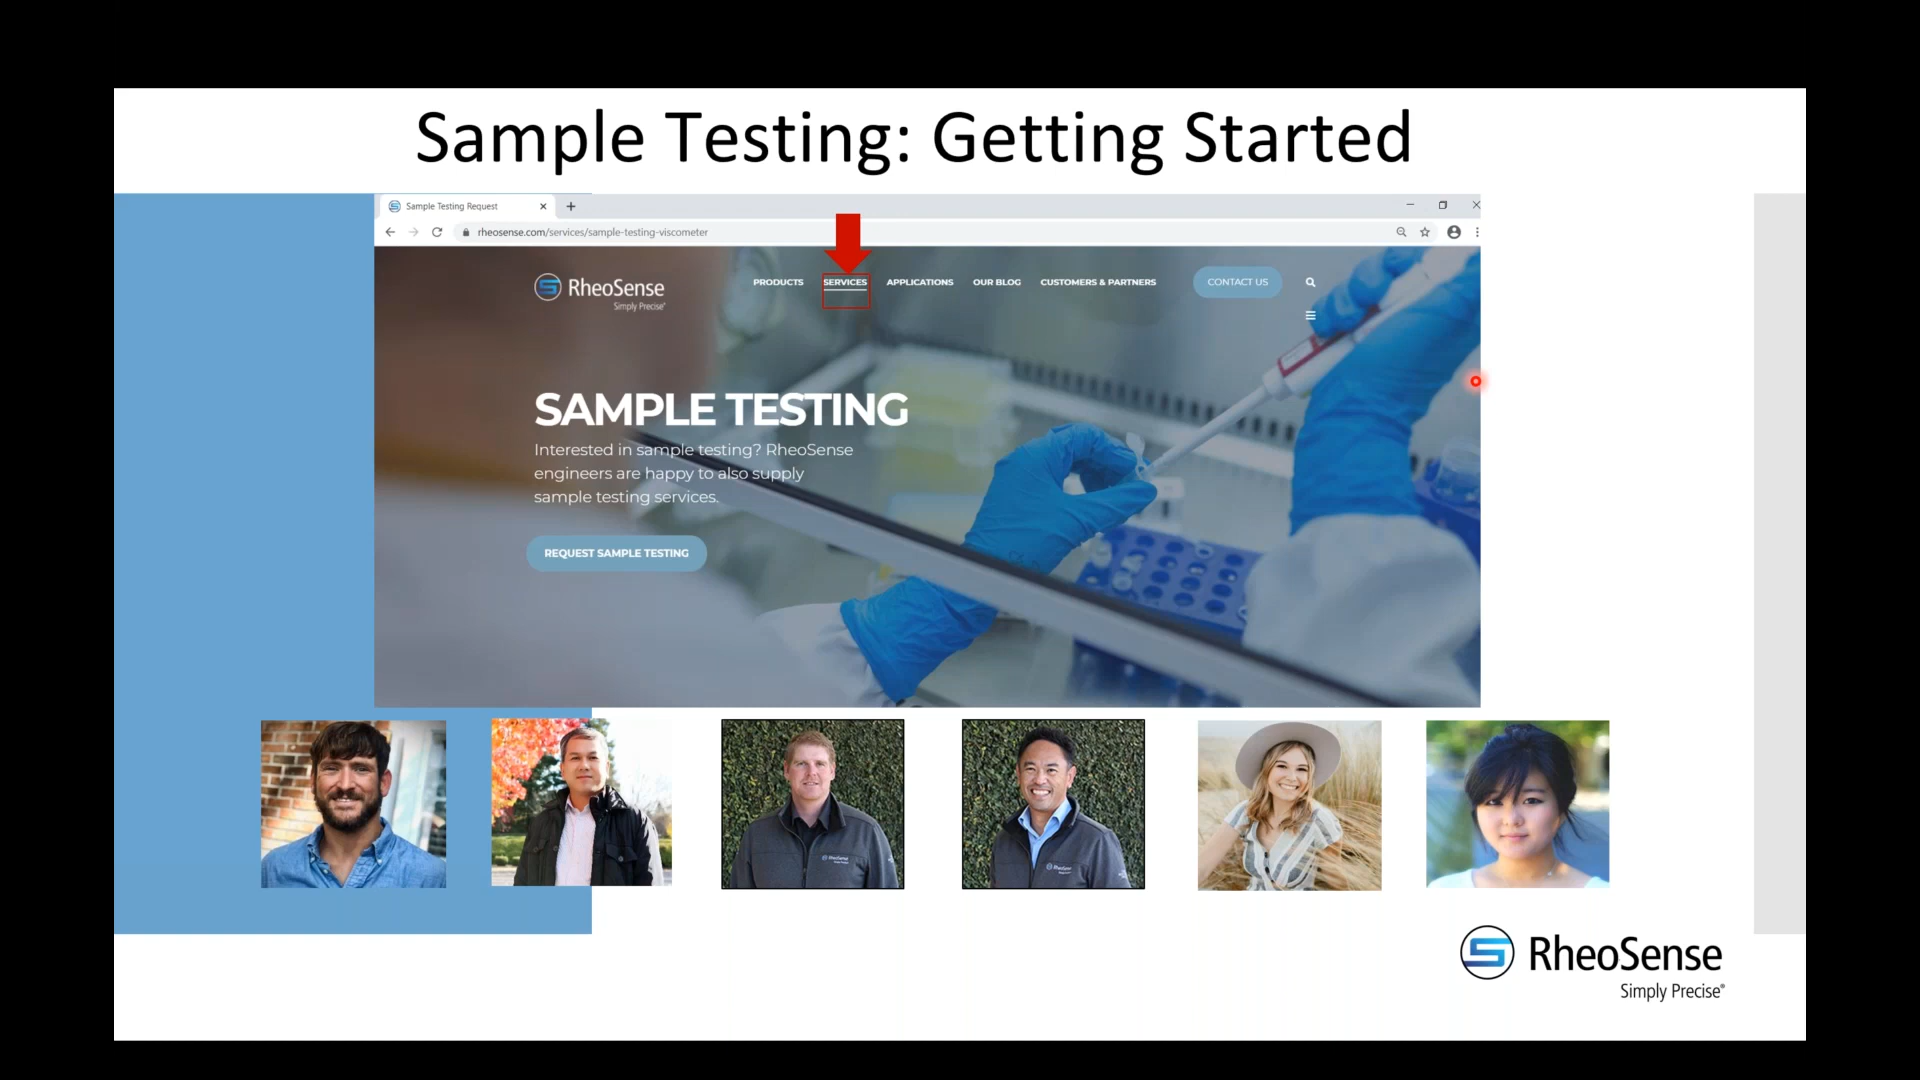 Sample Testing: Getting Started
Sample Testing Request
rheosense.com/services/sample-testing-viscometer
RheoSense
Simply Precise®
PRODUCTS
SERVICES
APPLICATIONS
OUR BLOG
CUSTOMERS & PARTNERS
CONTACT US
SAMPLE TESTING
Interested in sample testing? RheoSense
engineers are happy to also supply
sample testing services.
REQUEST SAMPLE TESTING
RheoSense
RheoSense
RheoSense
Simply Precise®